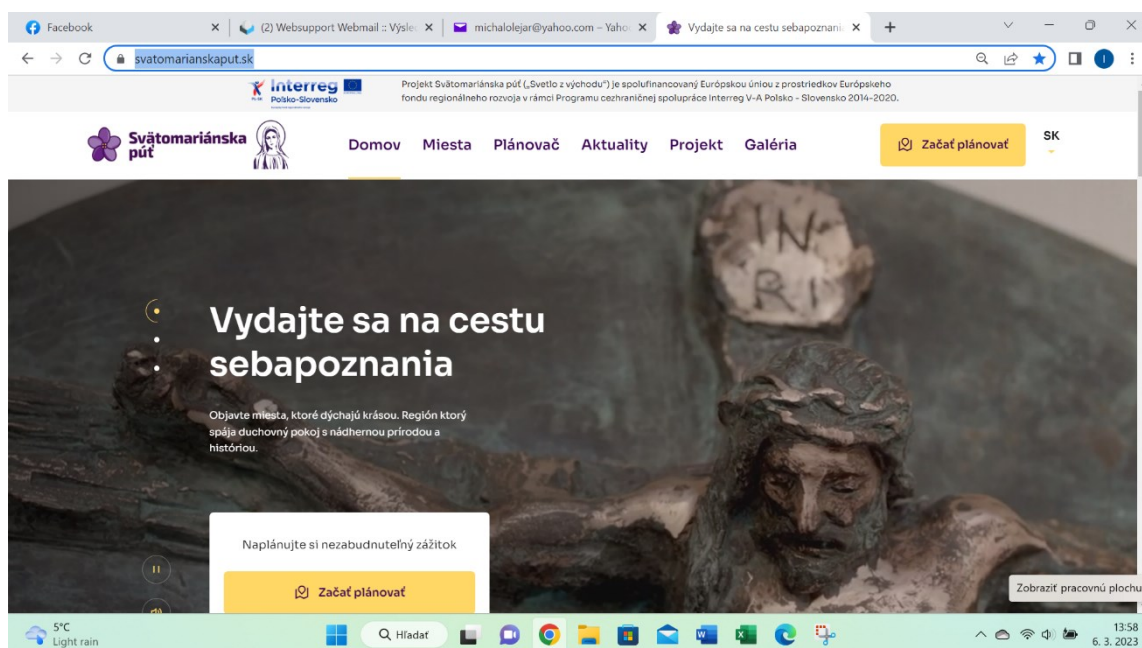 Facebook
(2) Websupport Webmail :: Výsle
michalolejar@yahoo.com – Yaho
Vydajte sa na cestu sebapoznani
svatomarianskaput.sk
Interreg
Poľsko-Slovensko
Projekt Svätomariánska púť („Svetlo z východu“) je spolufinancovaný Európskou úniou z prostriedkov Európskeho
fondu regionálneho rozvoja v rámci Programu cezhraničnej spolupráce Interreg V-A Poľsko - Slovensko 2014-2020.
Svätomariánska
púť
Domov Miesta Plánovač Aktuality Projekt Galéria
Začať plánovať
SK
IN
RI
Vydajte sa na cestu
sebapoznania
Objavte miesta, ktoré dýchajú krásou. Región ktorý
spája duchovný pokoj s nádhernou prírodou a
históriou.
Naplánujte si nezabudnuteľný zážitok
Začať plánovať
Zobraziť pracovnú plochu
5°C
Light rain
Hľadať
13:58
6. 3. 2023